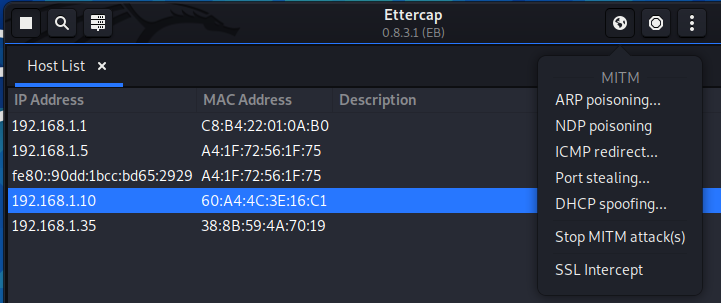 Ettercap
0.8.3.1 (EB)
Host List ×
IP Address MAC Address Description
192.168.1.1 C8:B4:22:01:0A:B0
192.168.1.5 A4:1F:72:56:1F:75
fe80::90dd:1bcc:bd65:2929 A4:1F:72:56:1F:75
192.168.1.10 60:A4:4C:3E:16:C1
192.168.1.35 38:8B:59:4A:70:19
MITM
ARP poisoning...
NDP poisoning
ICMP redirect...
Port stealing...
DHCP spoofing...
Stop MITM attack(s)
SSL Intercept